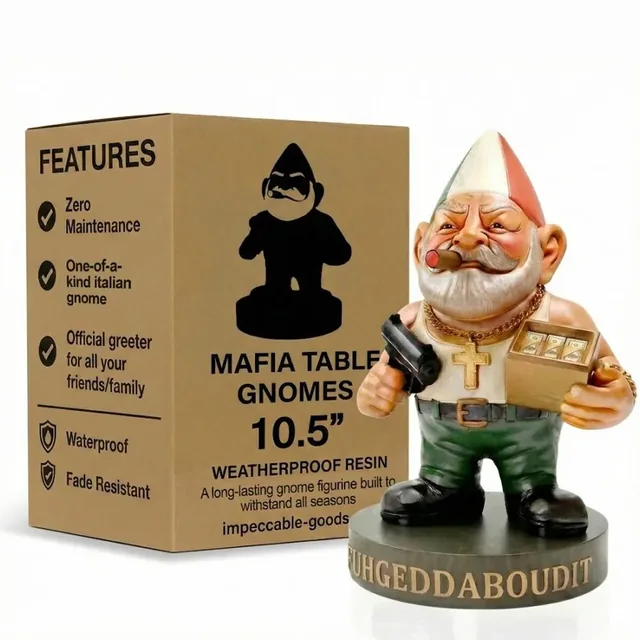 FEATURES
Zero
Maintenance
One-of-a-
kind italian
gnome
Official greeter
for all your
friends/family
Waterproof
Fade Resistant
MAFIA TABLE
GNOMES
10.5”
WEATHERPROOF RESIN
A long-lasting gnome figurine built to
withstand all seasons
impeccable-goods
FUHGEDDABOUDIT